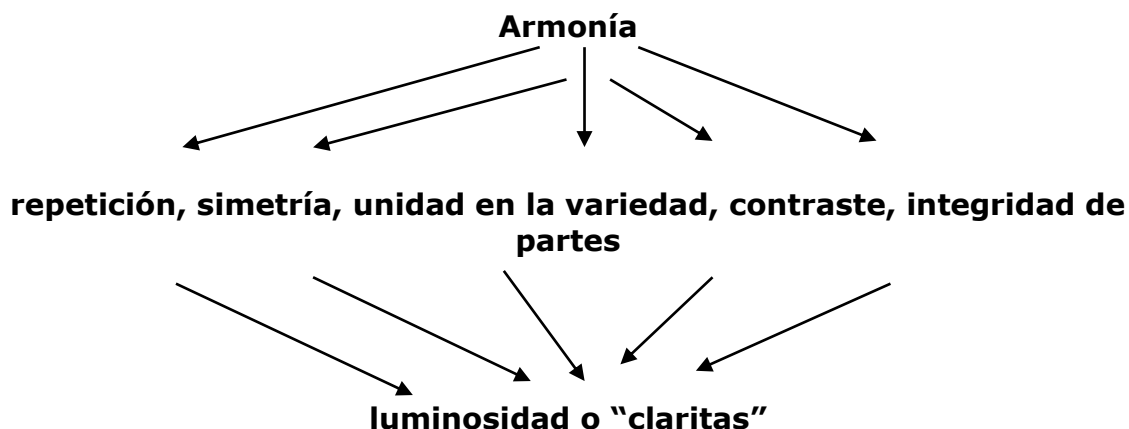 Armonía
repetición, simetría, unidad en la variedad, contraste, integridad de
partes
luminosidad o “claritas”